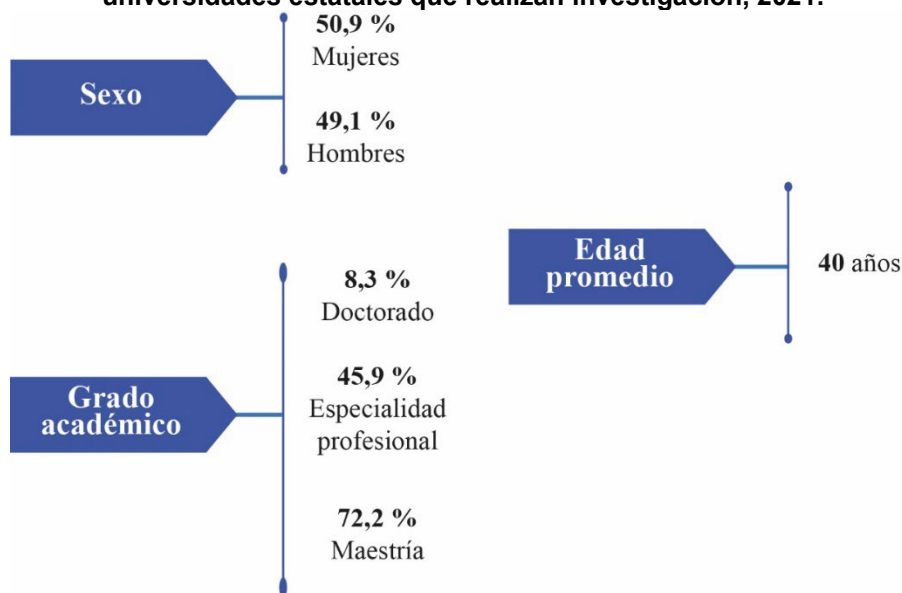 universidades estatales que realizan investigación, 2021.
Sexo
50,9 %
Mujeres
49,1 %
Hombres
Edad
promedio
40 años
Grado
académico
8,3 %
Doctorado
45,9 %
Especialidad
profesional
72,2 %
Maestría